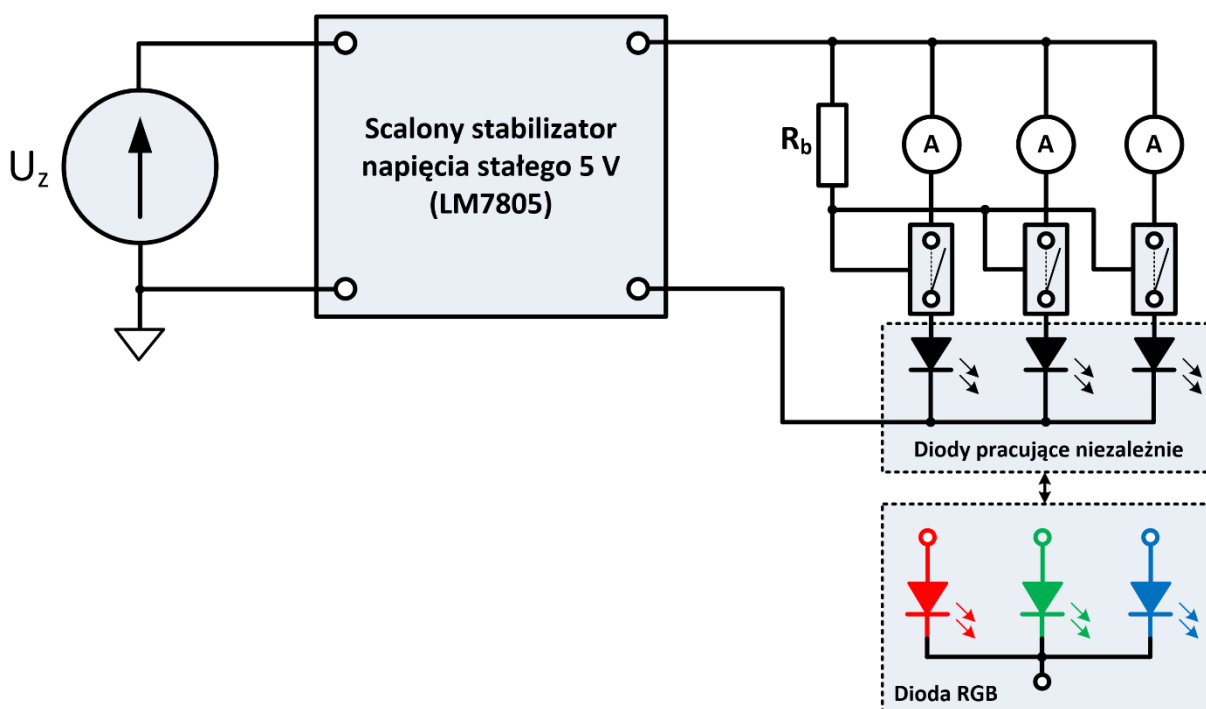 Uz
Scalony stabilizator
napięcia stałego 5 V
(LM7805)
Rb
A
A
A
Diody pracujące niezależnie
Dioda RGB